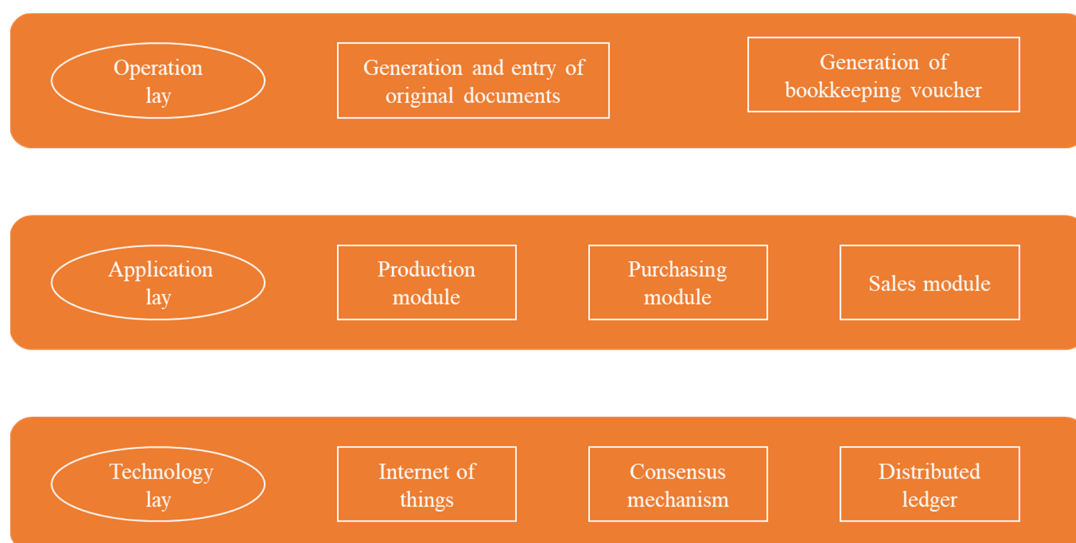 Operation
lay
Generation and entry of
original documents
Generation of
bookkeeping voucher
Application
lay
Production
module
Purchasing
module
Sales module
Technology
lay
Internet of
things
Consensus
mechanism
Distributed
ledger